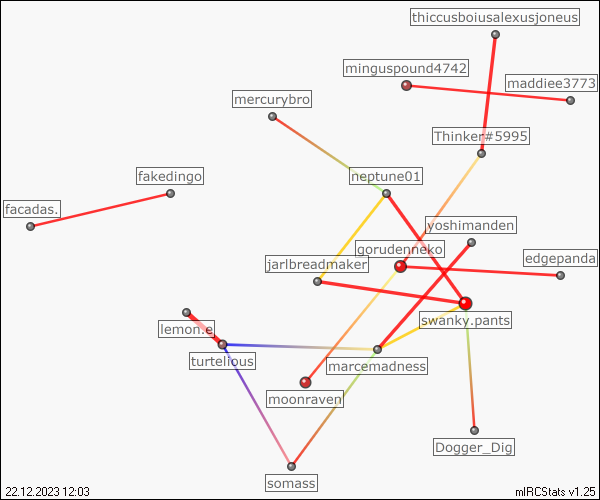 thiccusboiusalexusjoneus
minguspound4742
maddiee3773
mercurybro
Thinker#5995
fakedingo
neptune01
facadas.
yoshimanden
gorudenneko
jarlbreadmaker
edgepanda
swanky.pants
lemon.e
turtelious
marcemadness
moonraven
Dogger_Dig
somass
22.12.2023 12:03
mIRCStats v1.25